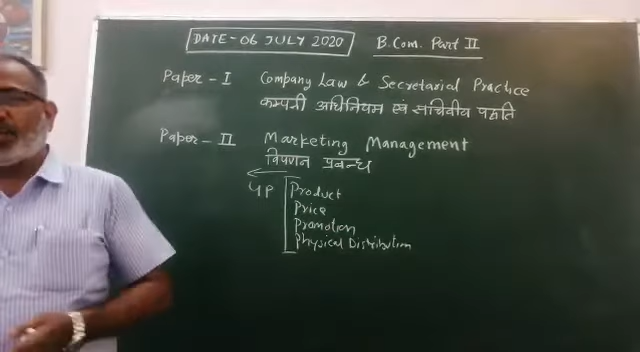 DATE - 06 JULY 2020 B.Com. Part II
Paper - I Company Law & Secretarial Practice
कम्पनी अधिनियम एवं सचिवीय पद्धति
Paper - II Marketing Management
विपणन प्रबन्ध
4P Product
Price
Promotion
Physical Distribution